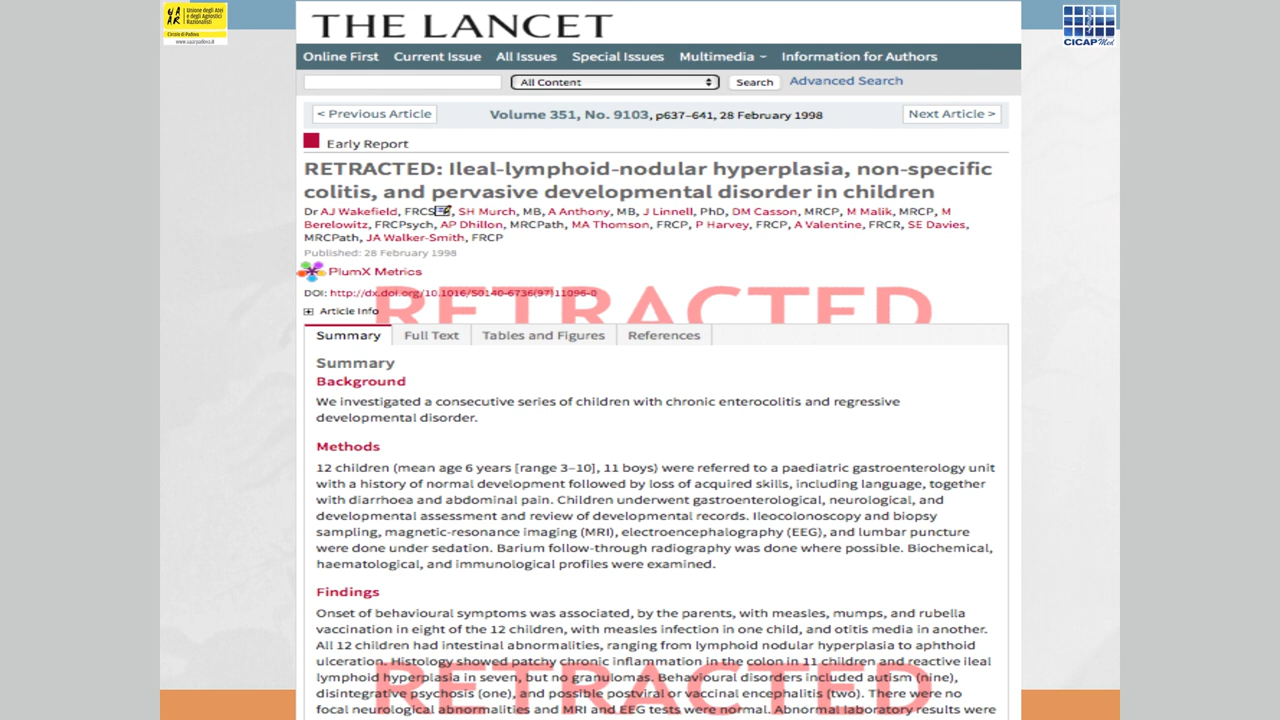 Unione degli Atei
e degli Agnostici
Razionalisti
Circolo di Padova
www.uaarpadova.it
CICAP Med
THE LANCET
Online First Current Issue All Issues Special Issues Multimedia Information for Authors
All Content Search Advanced Search
< Previous Article Volume 351, No. 9103, p637–641, 28 February 1998 Next Article >
Early Report
RETRACTED: Ileal-lymphoid-nodular hyperplasia, non-specific
colitis, and pervasive developmental disorder in children
Dr AJ Wakefield, FRCS, SH Murch, MB, A Anthony, MB, J Linnell, PhD, DM Casson, MRCP, M Malik, MRCP, M
Berelowitz, FRCPsych, AP Dhillon, MRCPath, MA Thomson, FRCP, P Harvey, FRCP, A Valentine, FRCR, SE Davies,
MRCPath, JA Walker-Smith, FRCP
Published: 28 February 1998
PlumX Metrics
DOI: http://dx.doi.org/10.1016/S0140-6736(97)11096-0
RETRACTED
Article Info
Summary Full Text Tables and Figures References
Summary
Background
We investigated a consecutive series of children with chronic enterocolitis and regressive
developmental disorder.
Methods
12 children (mean age 6 years [range 3–10], 11 boys) were referred to a paediatric gastroenterology unit
with a history of normal development followed by loss of acquired skills, including language, together
with diarrhoea and abdominal pain. Children underwent gastroenterological, neurological, and
developmental assessment and review of developmental records. Ileocolonoscopy and biopsy
sampling, magnetic-resonance imaging (MRI), electroencephalography (EEG), and lumbar puncture
were done under sedation. Barium follow-through radiography was done where possible. Biochemical,
haematological, and immunological profiles were examined.
Findings
Onset of behavioural symptoms was associated, by the parents, with measles, mumps, and rubella
vaccination in eight of the 12 children, with measles infection in one child, and otitis media in another.
All 12 children had intestinal abnormalities, ranging from lymphoid nodular hyperplasia to aphthoid
ulceration. Histology showed patchy chronic inflammation in the colon in 11 children and reactive ileal
lymphoid hyperplasia in seven, but no granulomas. Behavioural disorders included autism (nine),
disintegrative psychosis (one), and possible postviral or vaccinal encephalitis (two). There were no
focal neurological abnormalities and MRI and EEG tests were normal. Abnormal laboratory results were
RETRACTED